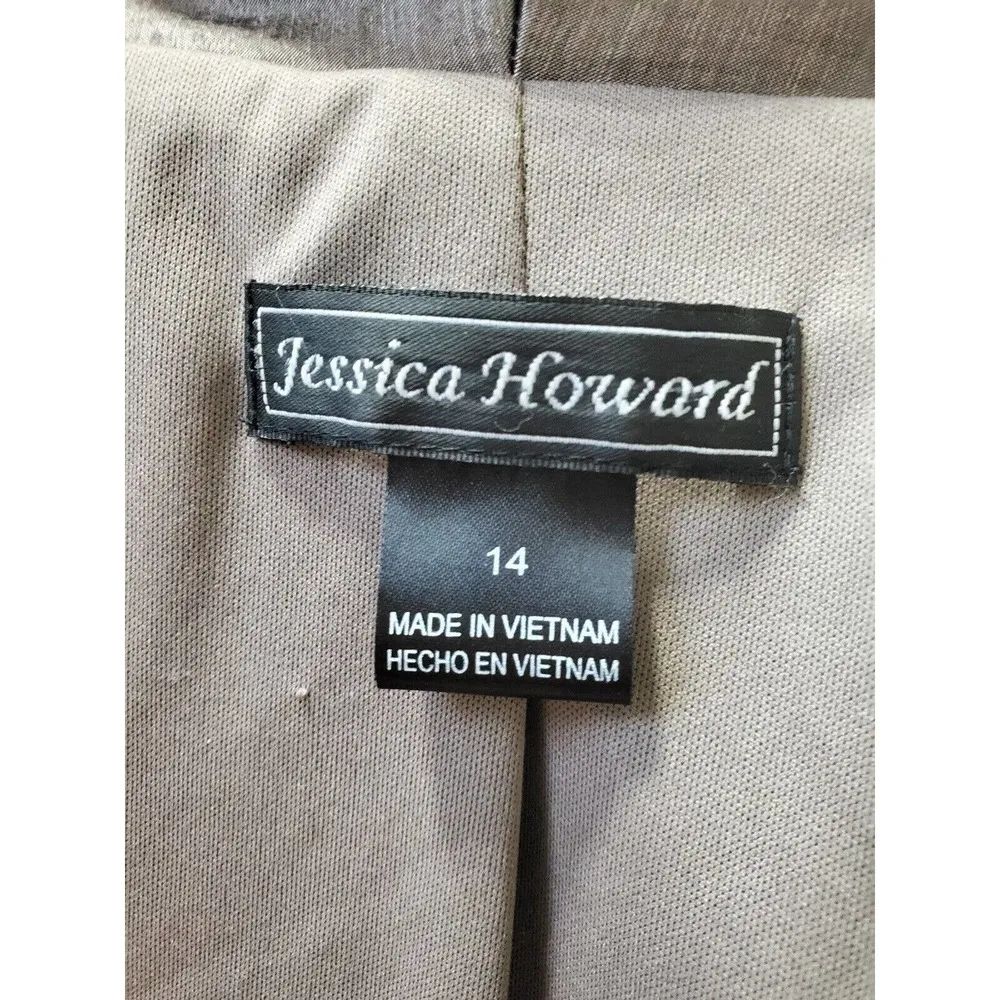 Jessica Howard
14
MADE IN VIETNAM
HECHO EN VIETNAM